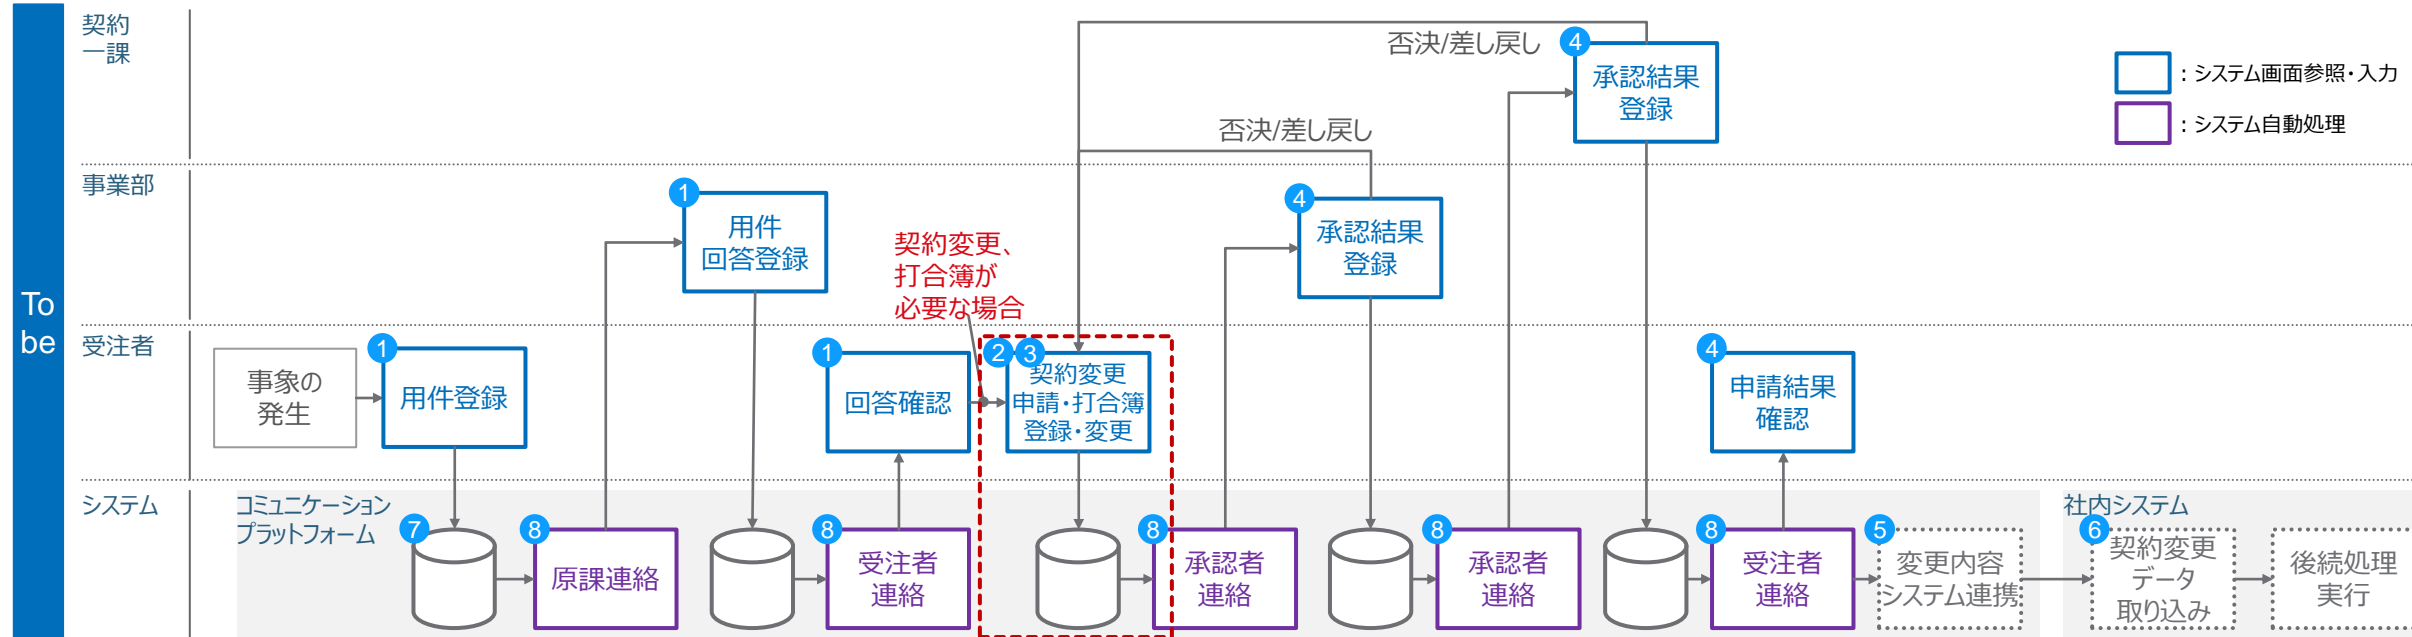 To
be
契約
一課
否決/差し戻し
4
承認結果
登録
否決/差し戻し
：システム画面参照・入力
：システム自動処理
事業部
1
用件
回答登録
契約変更、
打合簿が
必要な場合
4
承認結果
登録
受注者
事象の
発生
1
用件登録
1
回答確認
2
3
契約変更
申請・打合簿
登録・変更
4
申請結果
確認
システム
コミュニケーション
プラットフォーム
7
8
原課連絡
8
受注者
連絡
8
承認者
連絡
8
承認者
連絡
8
受注者
連絡
5
変更内容
システム連携
社内システム
6
契約変更
データ
取り込み
後続処理
実行